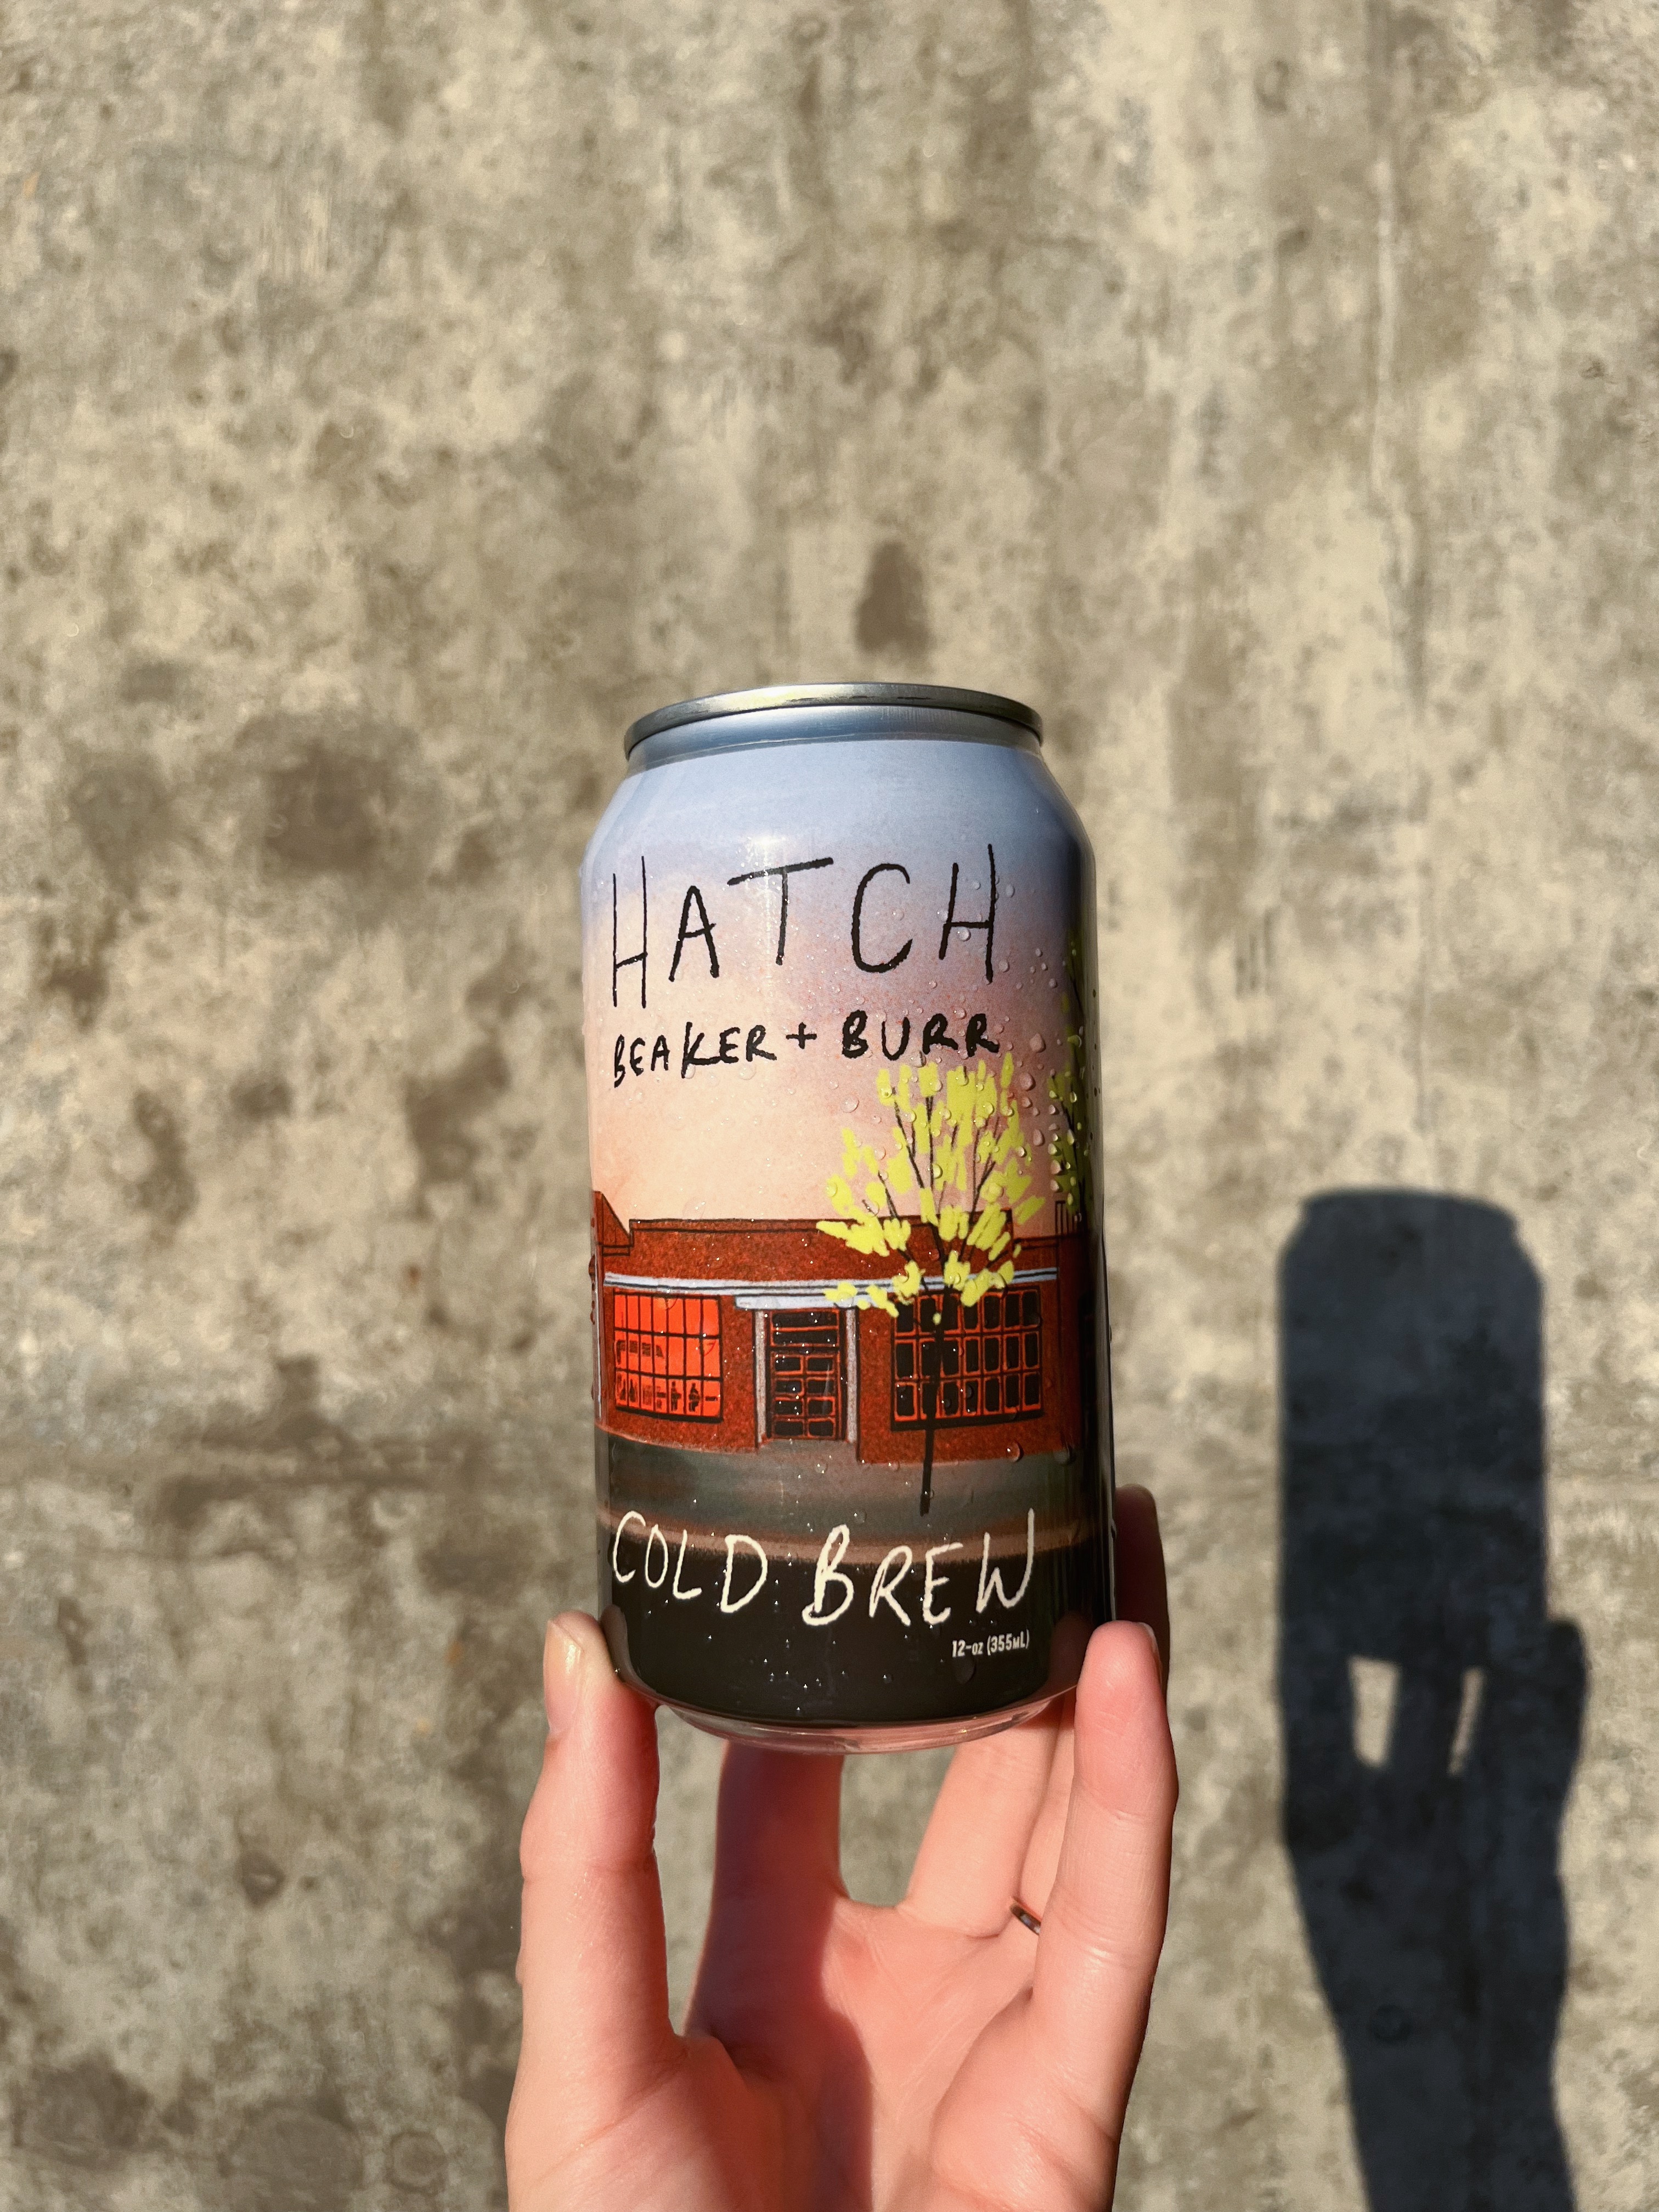 HATCH
BEAKER + BURR
COLD BREW
12-oz (355mL)